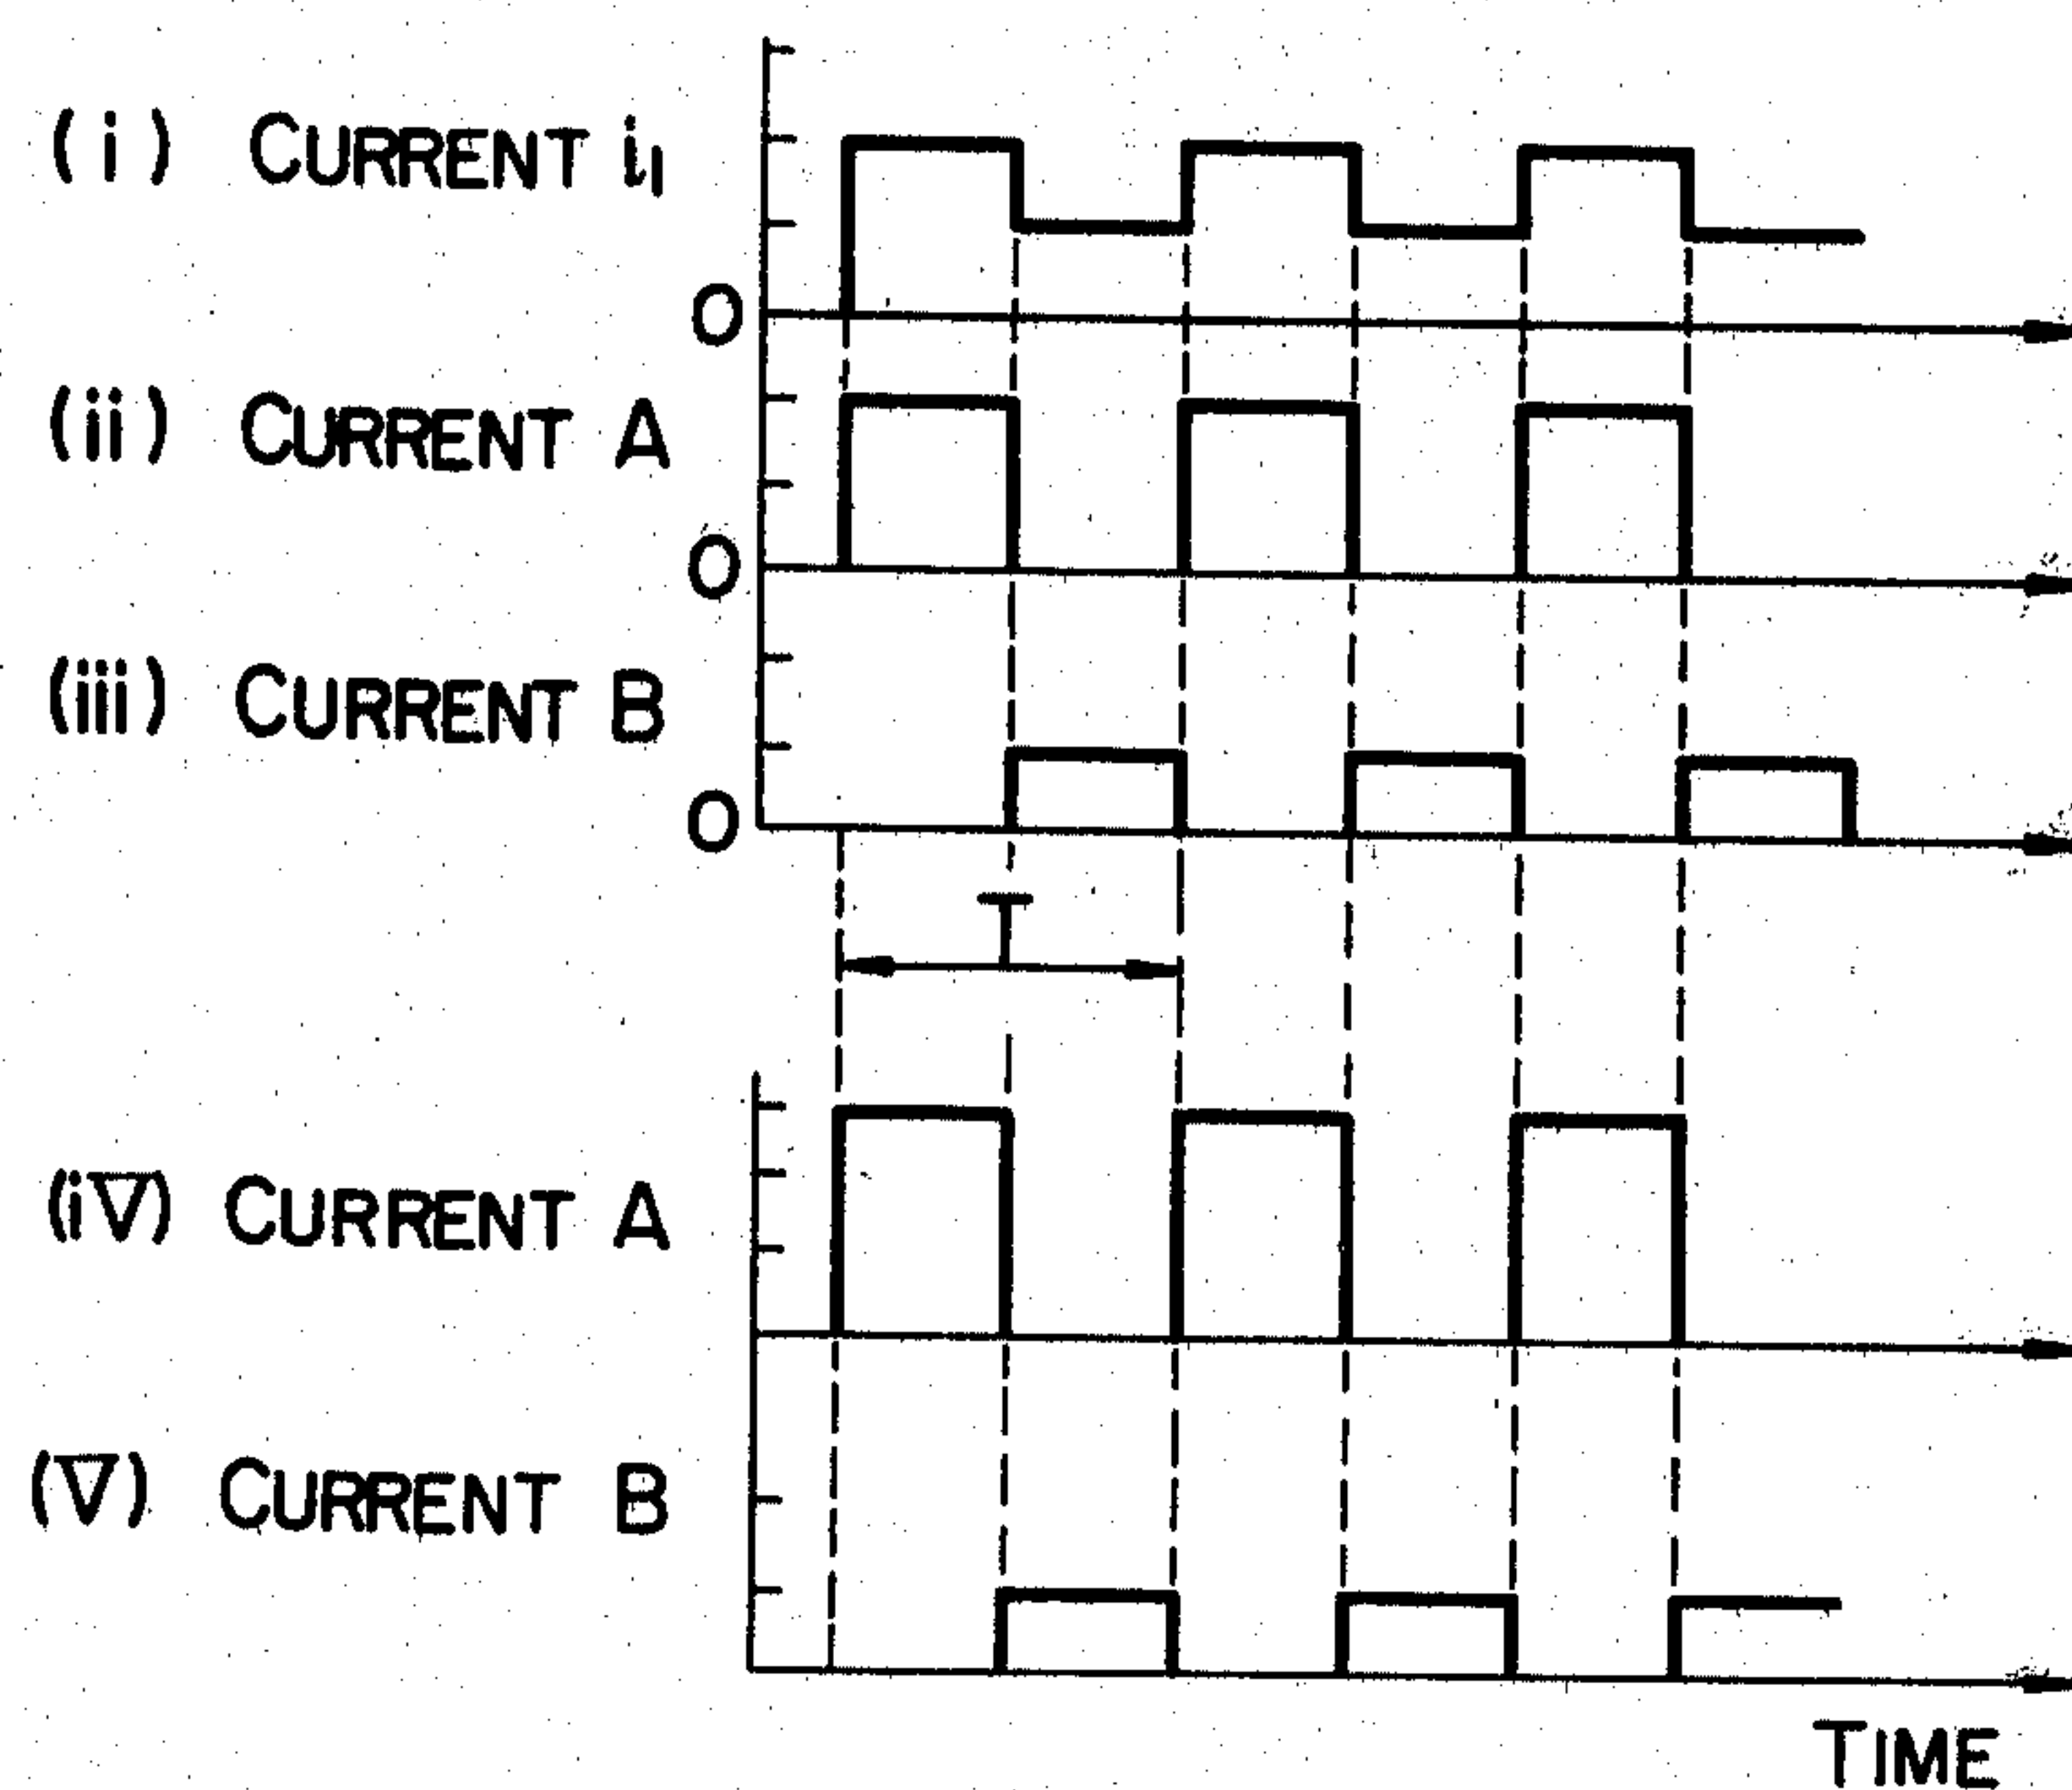 (i) CURRENT i₁
0
(ii) CURRENT A
0
(iii) CURRENT B
0
T
(iV) CURRENT A
(V) CURRENT B
TIME